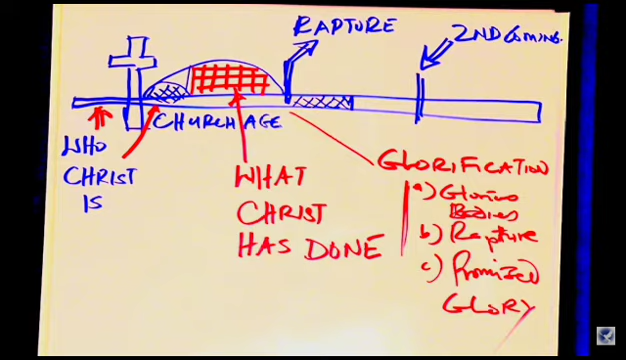 RAPTURE
2ND COMING.
CHURCH AGE
WHO
CHRIST
IS
WHAT
CHRIST
HAS DONE
GLORIFICATION
a) Glorious
Bodies
b) Rapture
c) Promised
GLORY